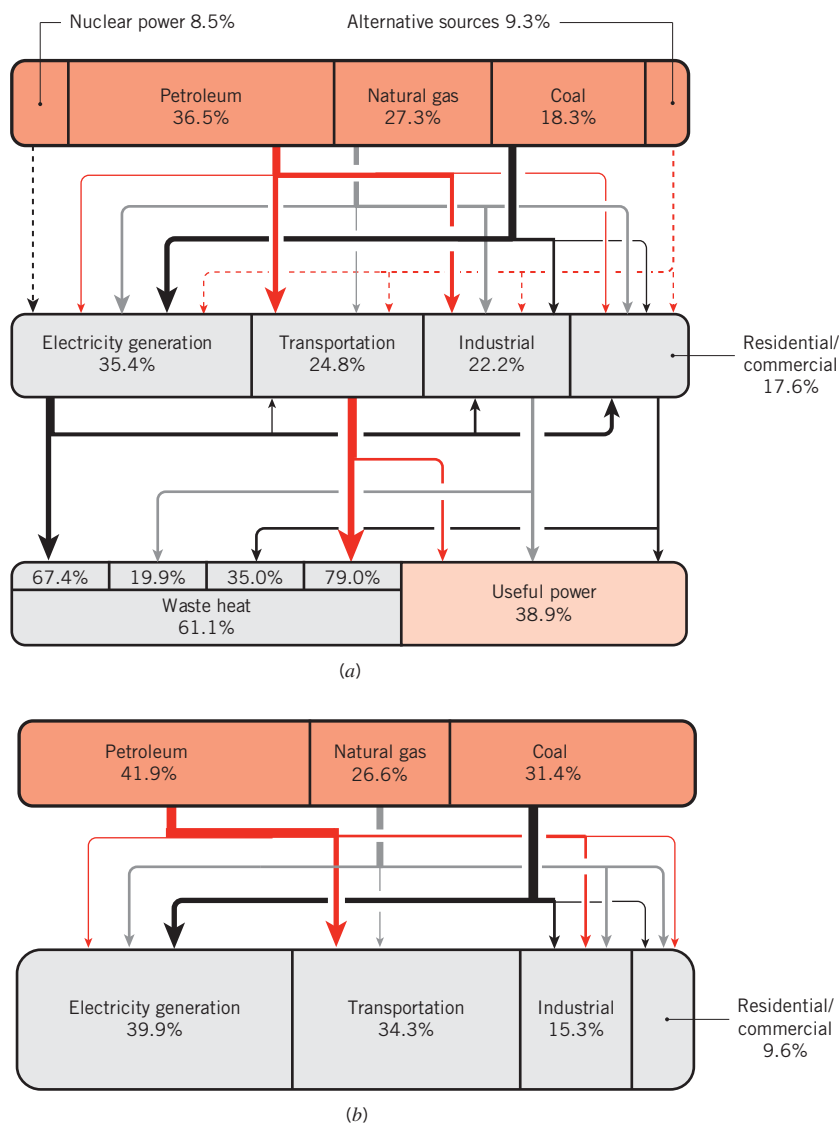 Nuclear power 8.5%
Alternative sources 9.3%
Petroleum
36.5%
Natural gas
27.3%
Coal
18.3%
Electricity generation
35.4%
Transportation
24.8%
Industrial
22.2%
Residential/
commercial
17.6%
67.4%
19.9%
35.0%
79.0%
Waste heat
61.1%
Useful power
38.9%
(a)
Petroleum
41.9%
Natural gas
26.6%
Coal
31.4%
Electricity generation
39.9%
Transportation
34.3%
Industrial
15.3%
Residential/
commercial
9.6%
(b)